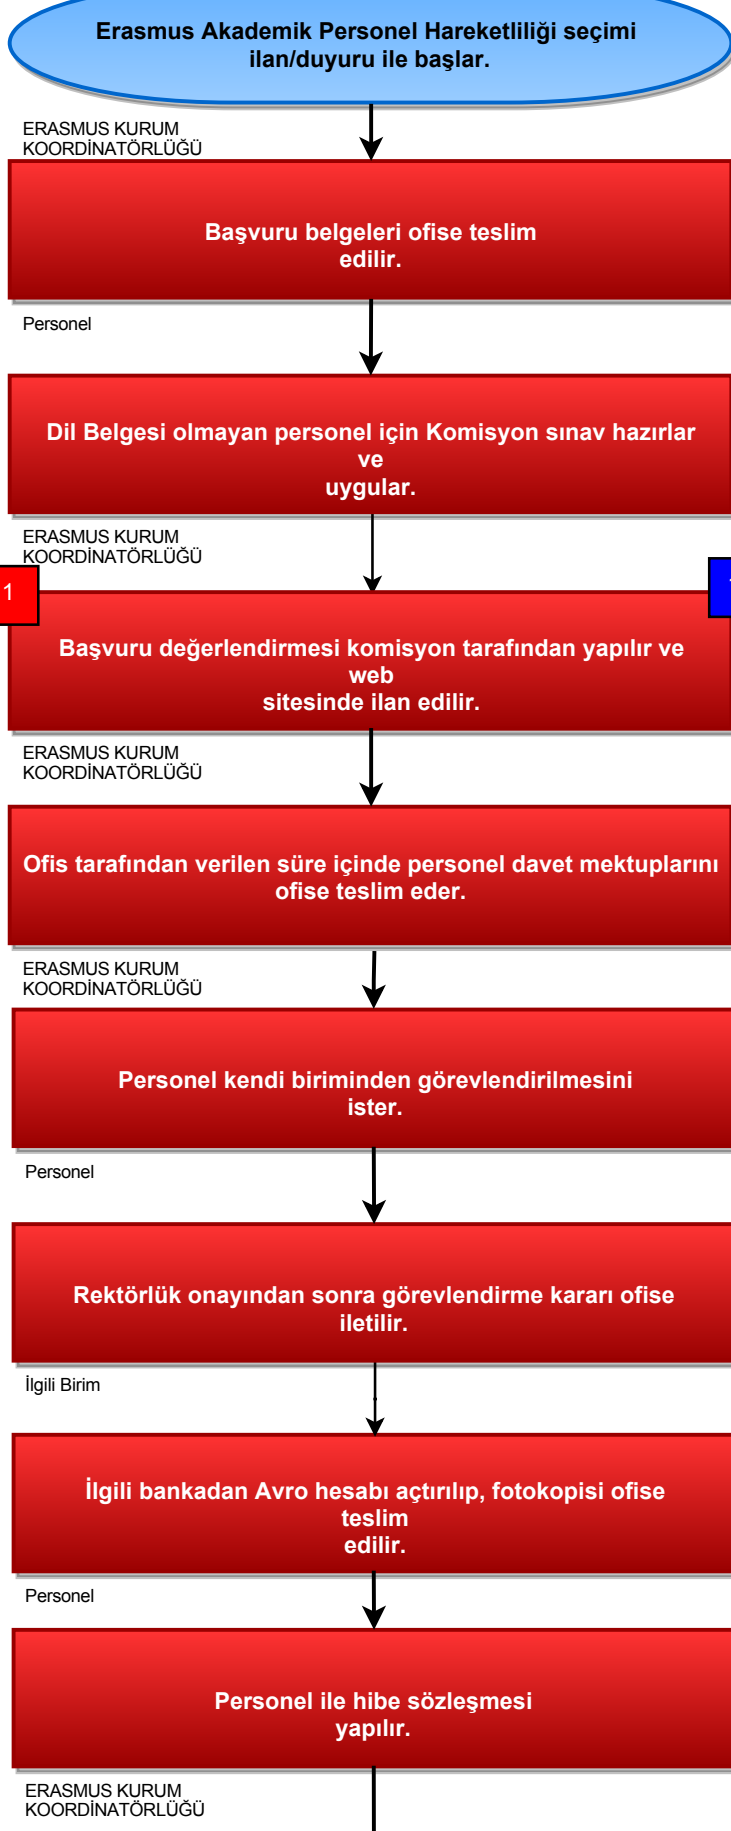 Erasmus Akademik Personel Hareketliliği seçimi
ilan/duyuru ile başlar.
ERASMUS KURUM
KOORDİNATÖRLÜĞÜ
Başvuru belgeleri ofise teslim
edilir.
Personel
Dil Belgesi olmayan personel için Komisyon sınav hazırlar
ve
uygular.
ERASMUS KURUM
KOORDİNATÖRLÜĞÜ
1
Başvuru değerlendirmesi komisyon tarafından yapılır ve
web
sitesinde ilan edilir.
ERASMUS KURUM
KOORDİNATÖRLÜĞÜ
Ofis tarafından verilen süre içinde personel davet mektuplarını
ofise teslim eder.
ERASMUS KURUM
KOORDİNATÖRLÜĞÜ
Personel kendi biriminden görevlendirilmesini
ister.
Personel
Rektörlük onayından sonra görevlendirme kararı ofise
iletilir.
İlgili Birim
İlgili bankadan Avro hesabı açtırılıp, fotokopisi ofise
teslim
edilir.
Personel
Personel ile hibe sözleşmesi
yapılır.
ERASMUS KURUM
KOORDİNATÖRLÜĞÜ